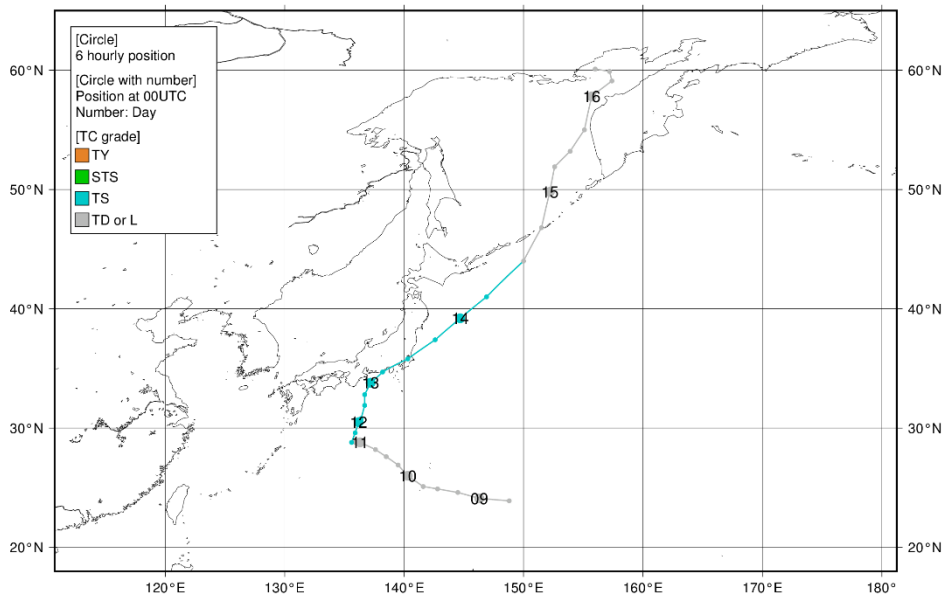 [Circle]
6 hourly position
[Circle with number]
Position at 00UTC
Number: Day
[TC grade]
TY
STS
TS
TD or L
60°N
60°N
16
50°N
15
50°N
40°N
14
40°N
13
30°N
12
30°N
11
10
09
20°N
20°N
120°E
130°E
140°E
150°E
160°E
170°E
180°